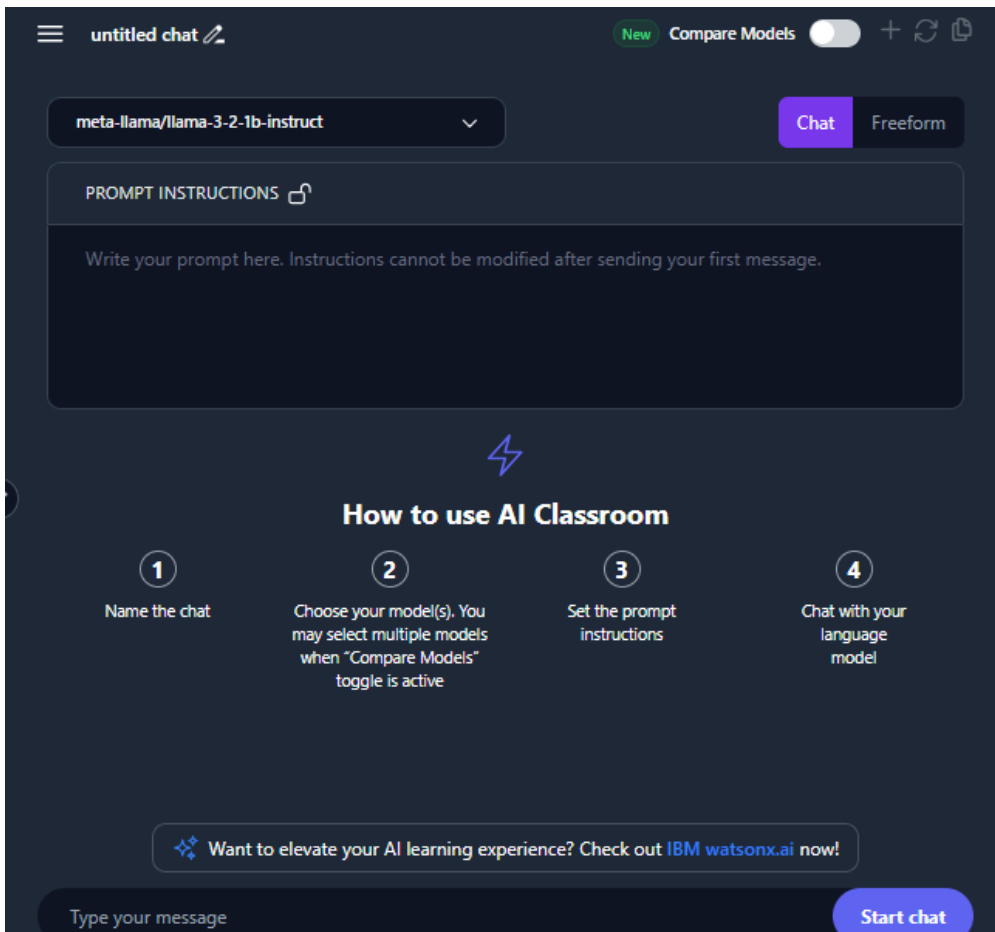 untitled chat
New Compare Models
meta-llama/llama-3-2-1b-instruct
Chat Freeform
PROMPT INSTRUCTIONS
Write your prompt here. Instructions cannot be modified after sending your first message.
How to use AI Classroom
1
Name the chat
2
Choose your model(s). You
may select multiple models
when “Compare Models”
toggle is active
3
Set the prompt
instructions
4
Chat with your
language
model
Want to elevate your AI learning experience? Check out IBM watsonx.ai now!
Type your message
Start chat